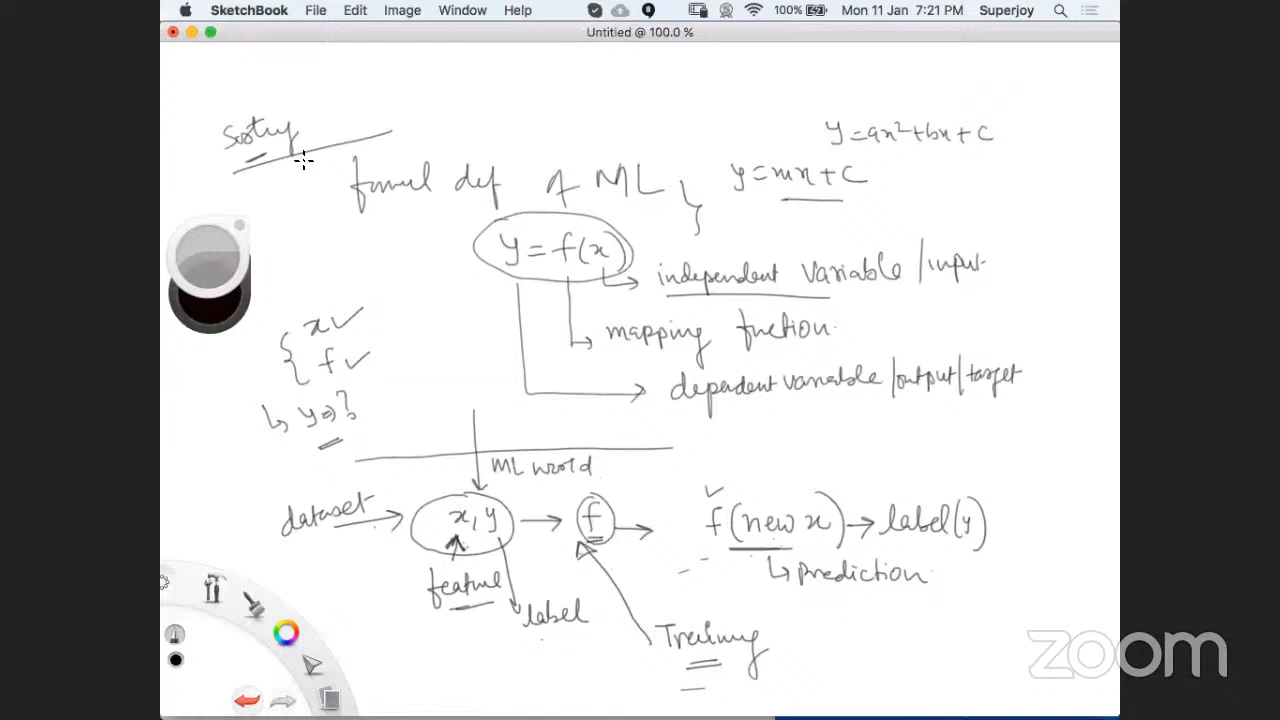 SketchBook File Edit Image Window Help 100% Mon 11 Jan 7:21 PM Superjoy
Untitled @ 100.0 %
y=ax²+bx+c
formal def of ML } y=mx+c
y=f(x)
independent variable/input
mapping function
dependent variable/output/target
{ x✓
f✓
↳ y⇒?
ML world
dataset → x,y → f → f(new x)→label(y)
↳prediction
feature
label
Training
zoom